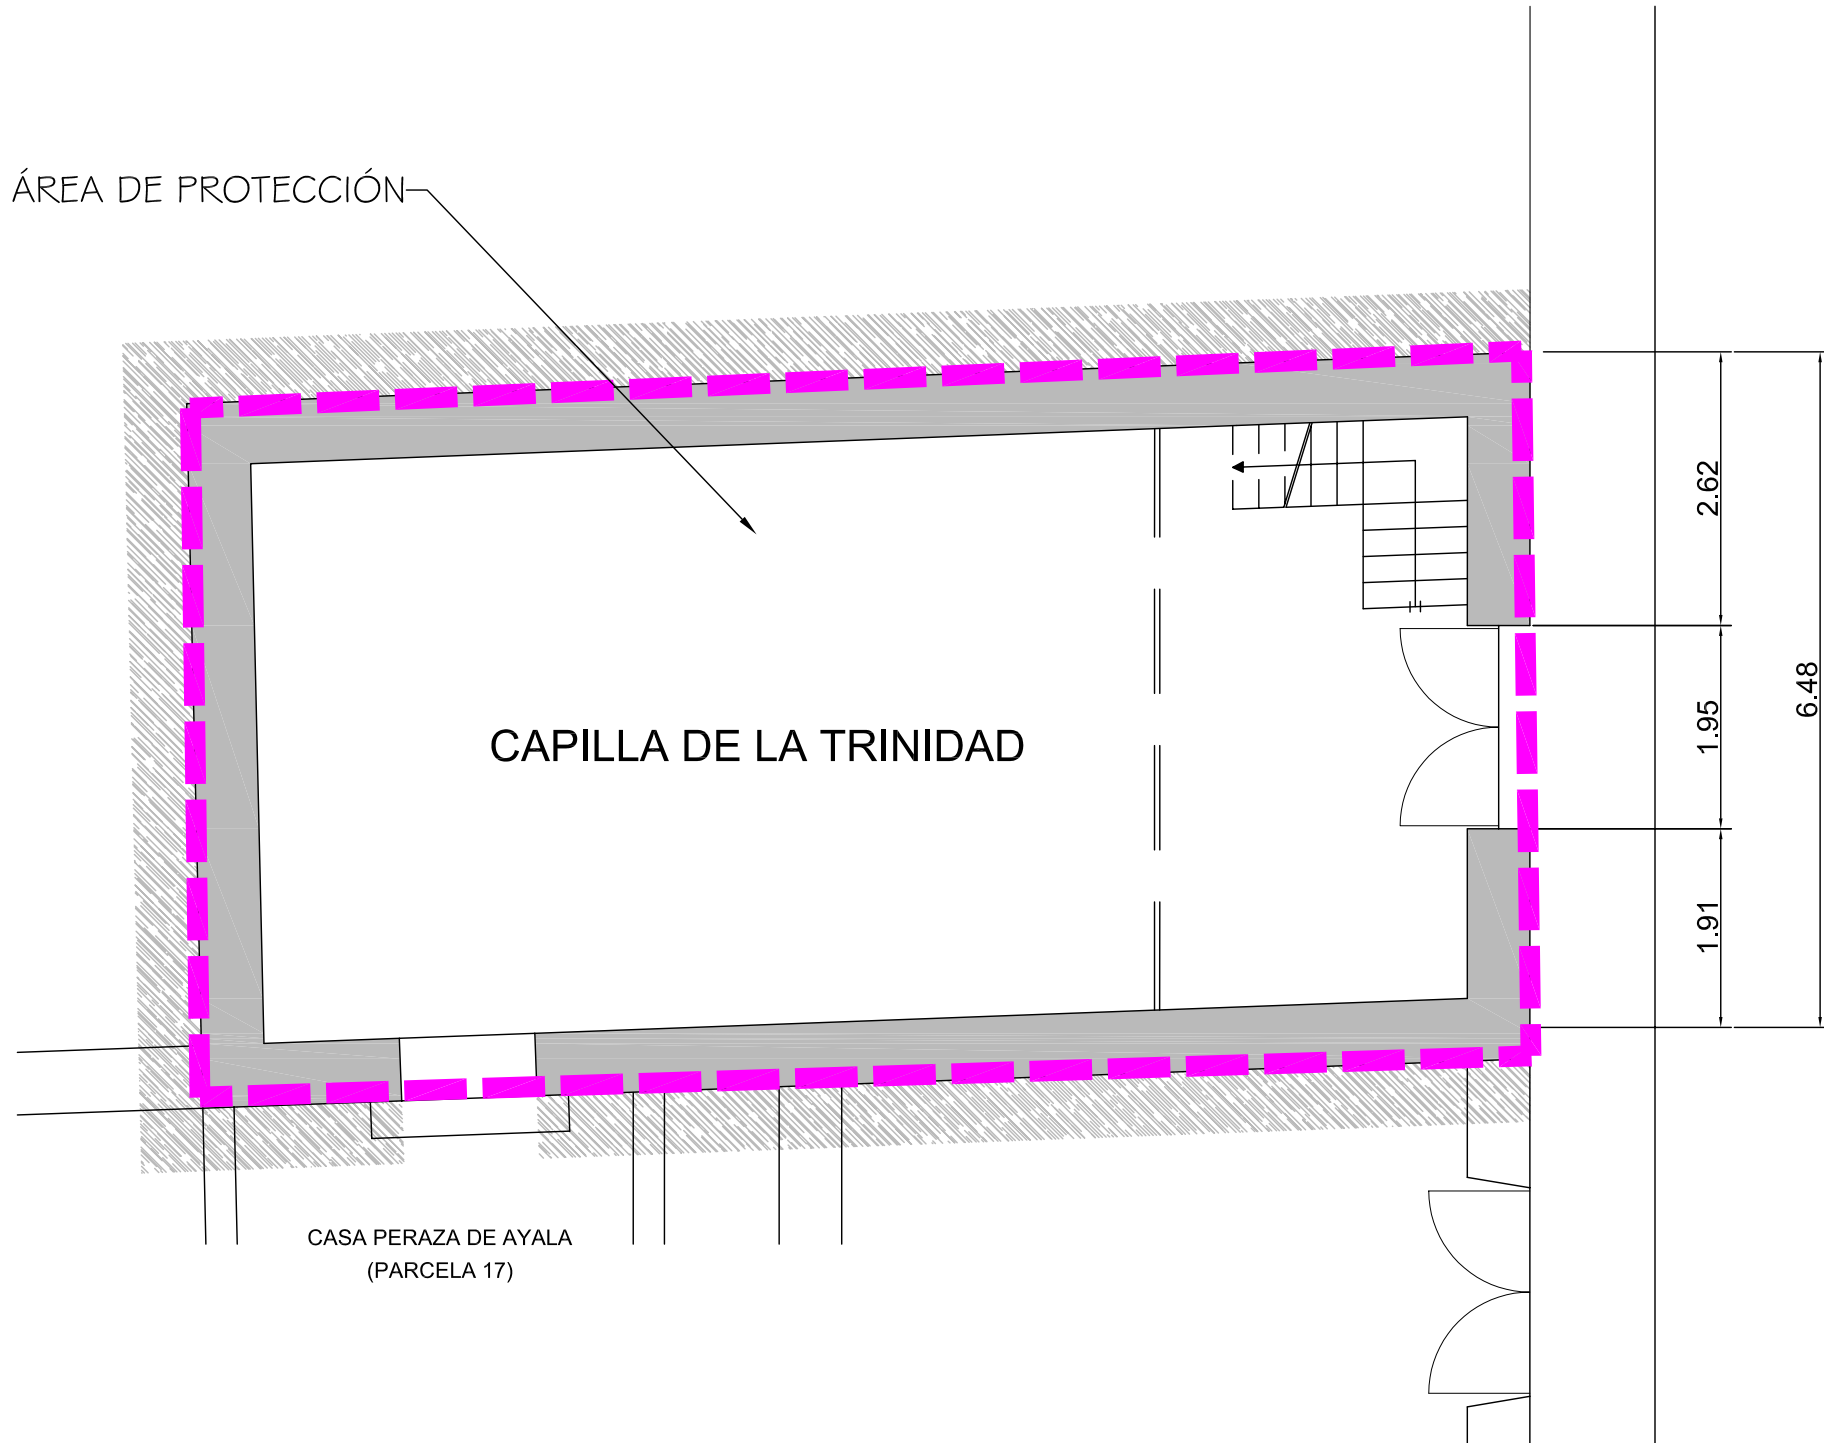 ÁREA DE PROTECCIÓN
2.62
6.48
1.95
CAPILLA DE LA TRINIDAD
1.91
CASA PERAZA DE AYALA
(PARCELA 17)